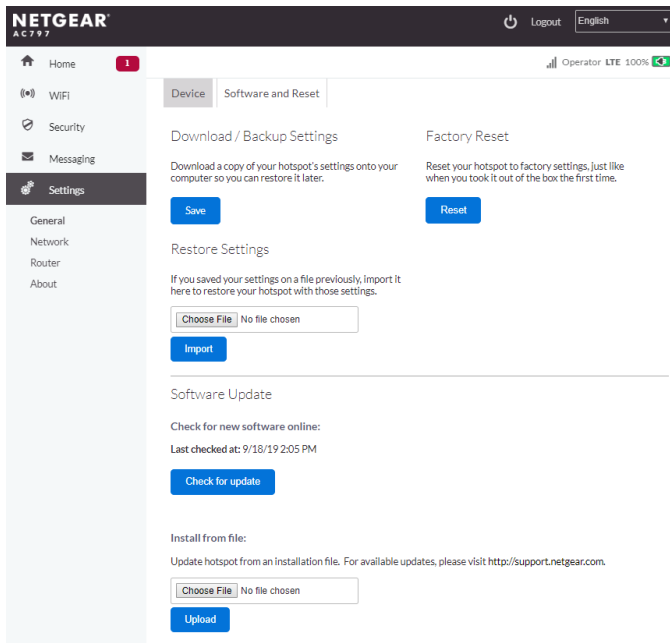 NETGEAR®
AC797
Logout
English
Home
1
WiFi
Security
Messaging
Settings
General
Network
Router
About
Operator LTE 100%
Device
Software and Reset
Download / Backup Settings
Download a copy of your hotspot's settings onto your
computer so you can restore it later.
Save
Factory Reset
Reset your hotspot to factory settings, just like
when you took it out of the box the first time.
Reset
Restore Settings
If you saved your settings on a file previously, import it
here to restore your hotspot with those settings.
Choose File No file chosen
Import
Software Update
Check for new software online:
Last checked at: 9/18/19 2:05 PM
Check for update
Install from file:
Update hotspot from an installation file. For available updates, please visit http://support.netgear.com.
Choose File No file chosen
Upload